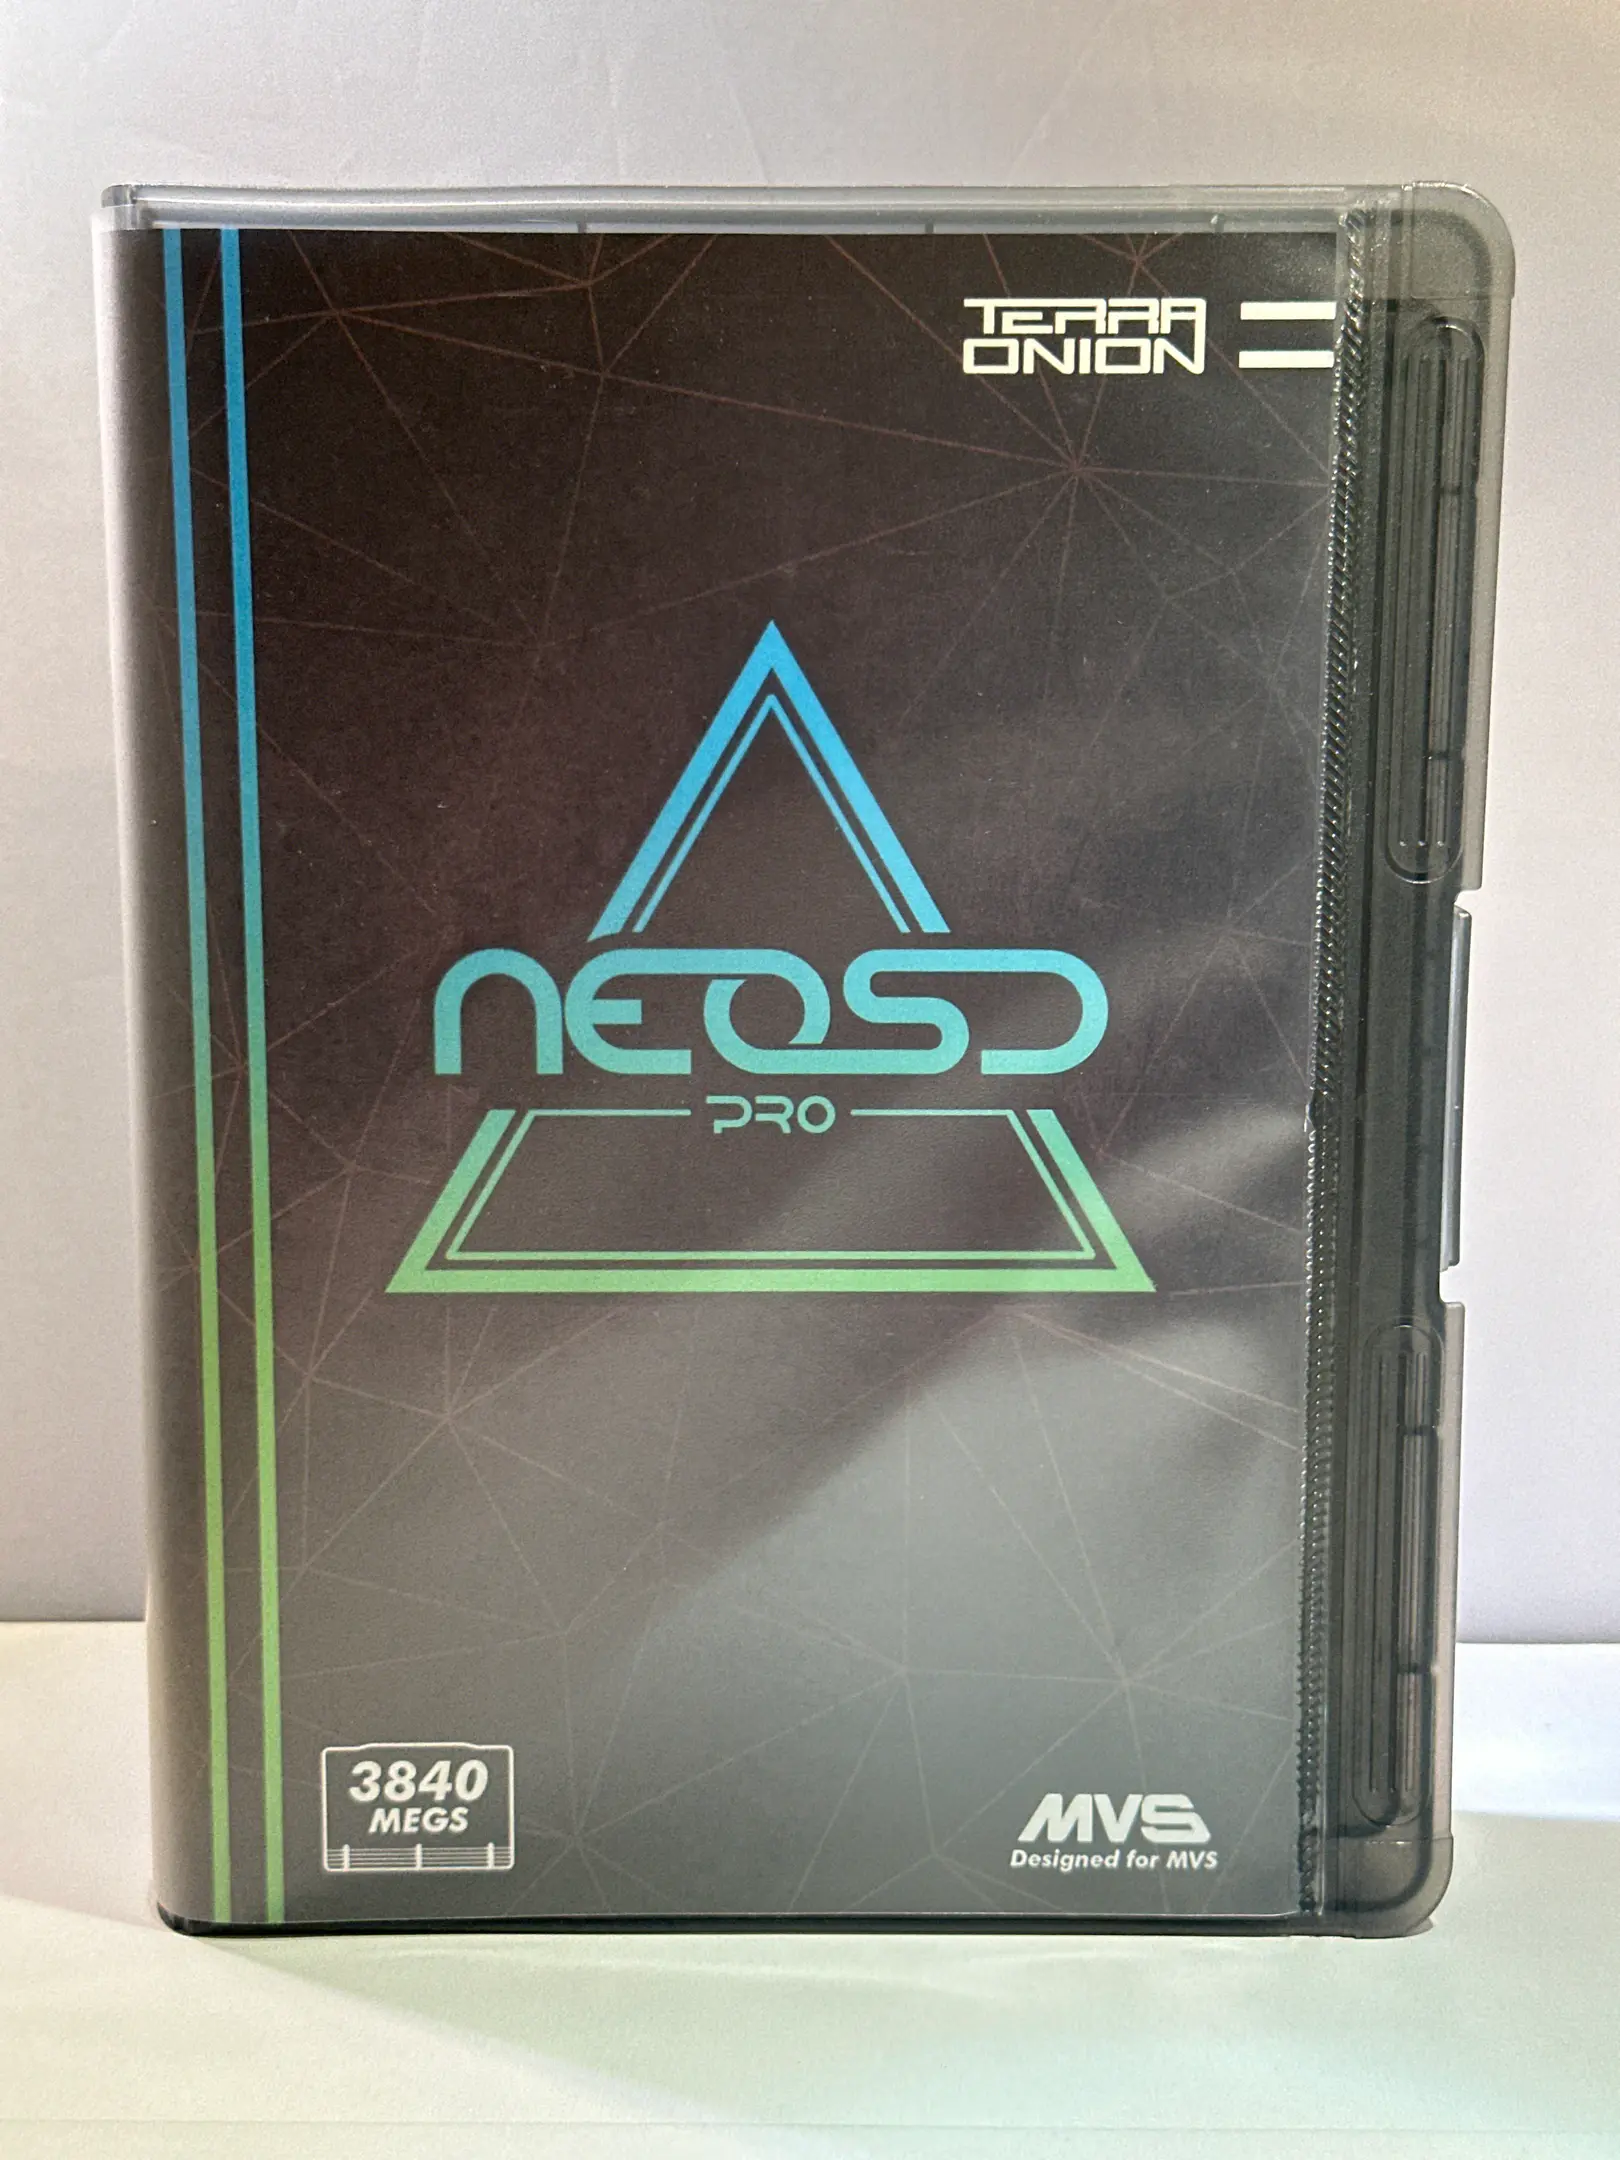 TERRA
ONION
NEOSD
PRO
3840
MEGS
MVS
Designed for MVS